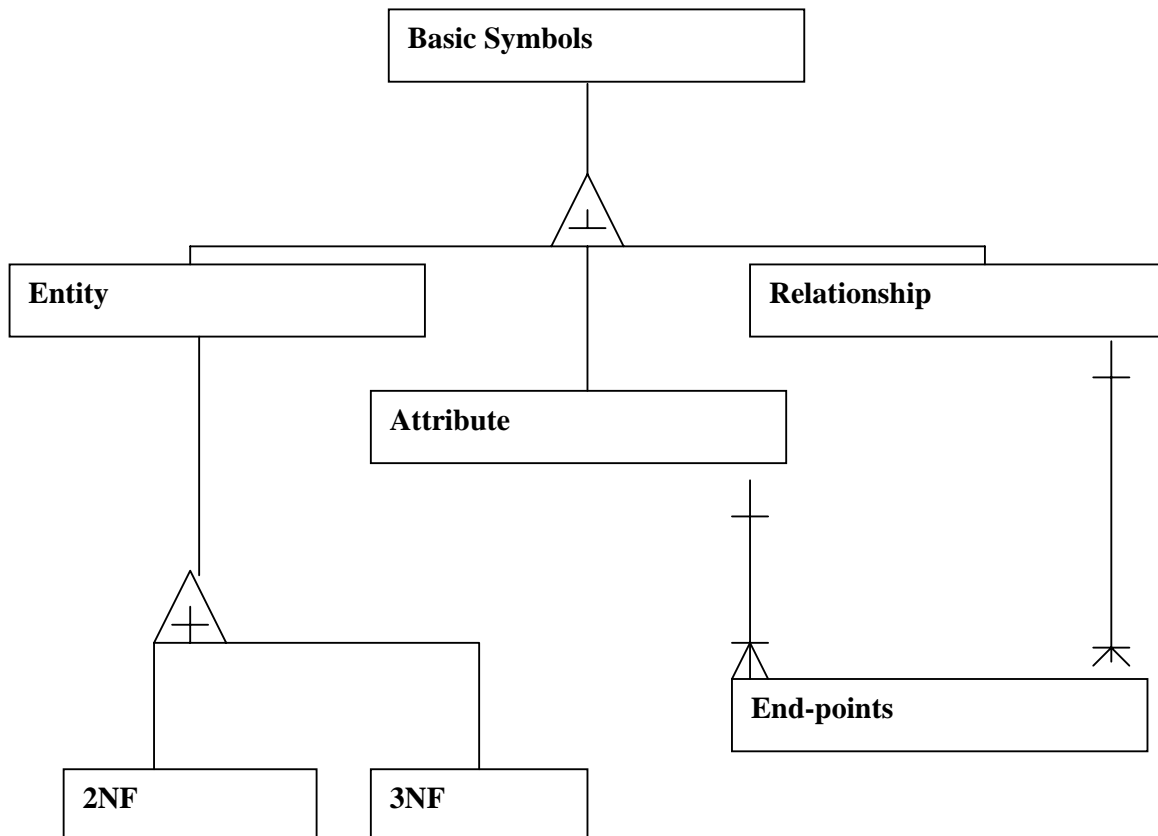 Basic Symbols
Entity
Relationship
Attribute
End-points
2NF
3NF